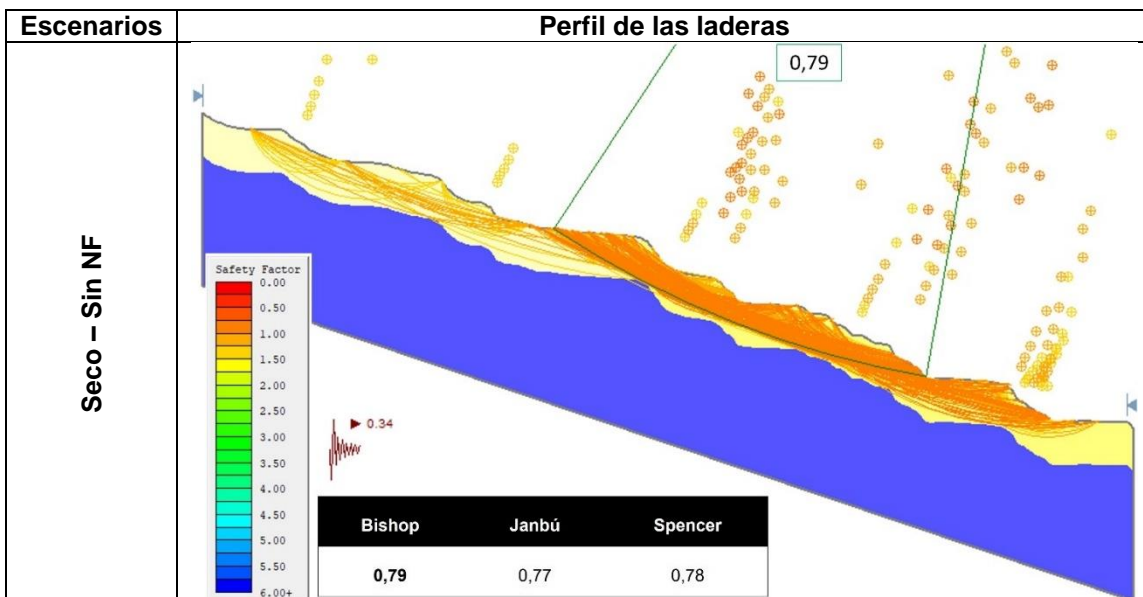 Escenarios
Perfil de las laderas
Seco – Sin NF
0,79
Safety Factor
0.00
0.50
1.00
1.50
2.00
2.50
3.00
3.50
4.00
4.50
5.00
5.50
6.00+
0.34
Bishop Janbú Spencer
0,79 0,77 0,78